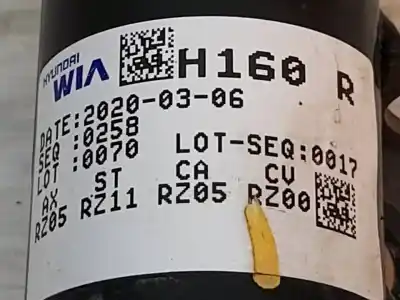 HYUNDAI
WIA
H160 R
DATE:2020-03-06
SEQ :0258
LOT :0070 LOT-SEQ:0017
AX ST CA CV
RZ05 RZ11 RZ05 RZ00